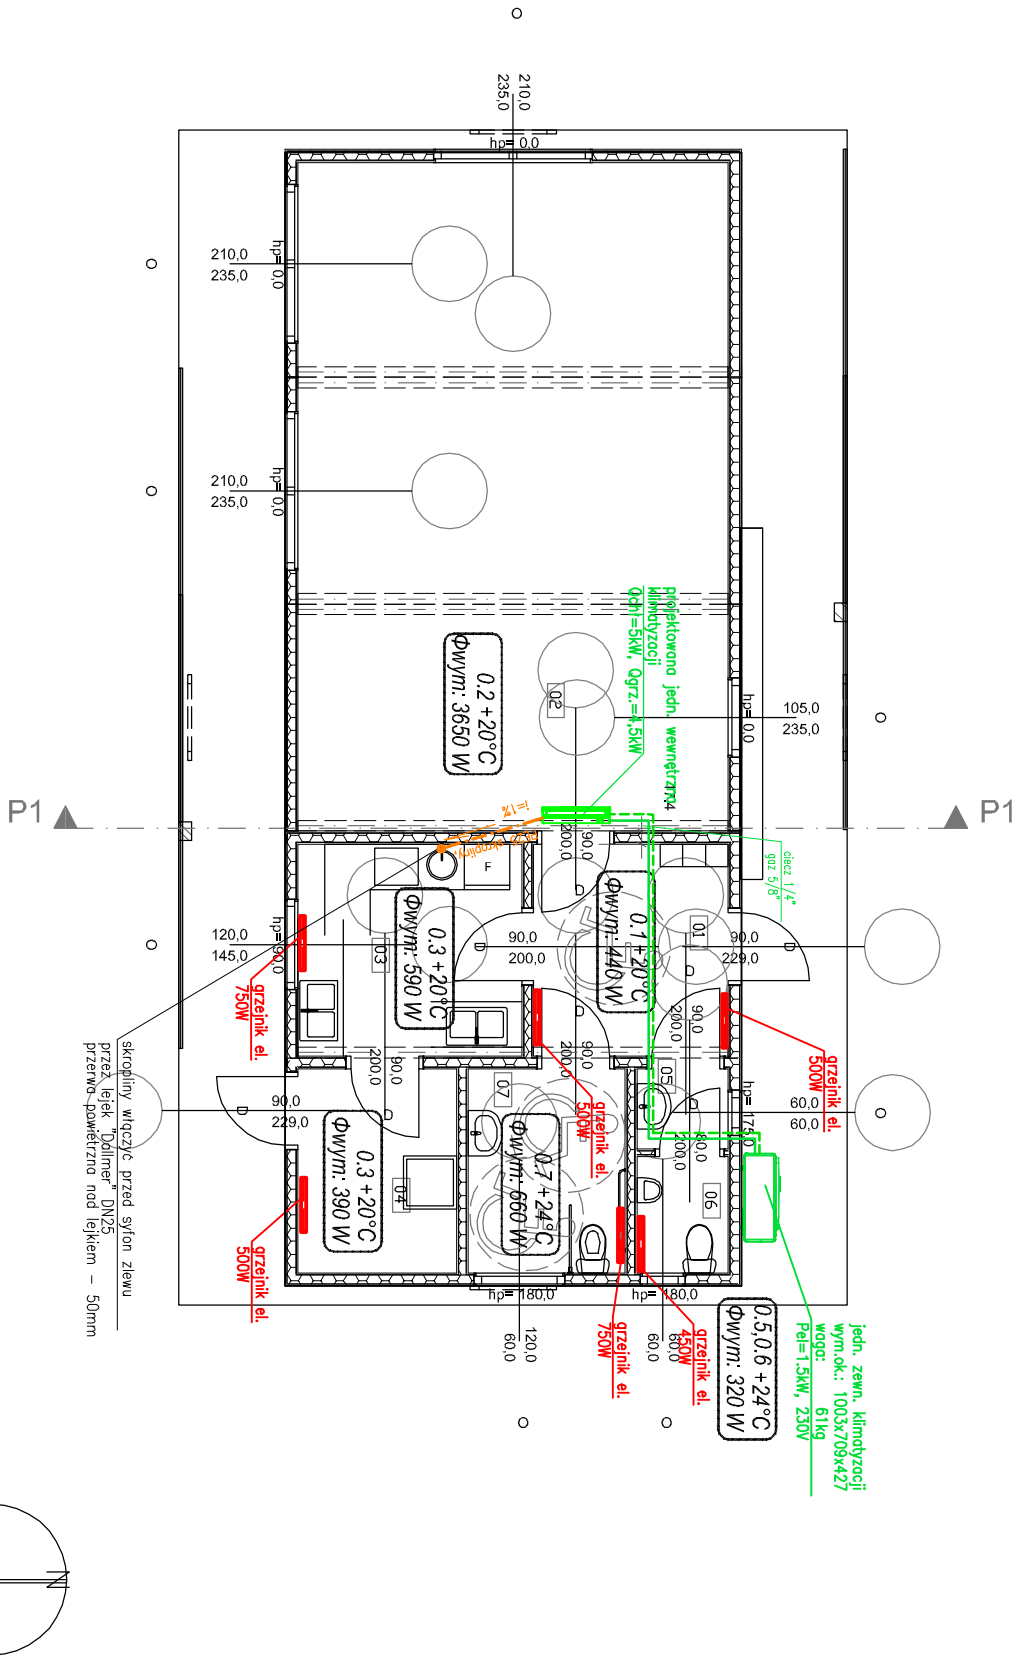 210,0
235,0
hp= 0,0
210,0
235,0
hp= 0,0
210,0
235,0
hp= 0,0
projektowana jedn. wewnętrzna
klimatyzacji
Qchł=5kW, Qgrz.=4,5kW
0.2 +20°C
Φwym: 3650 W
02
hp= 0,0
105,0
235,0
P1
P1
i=1%
90,0
200,0
ciecz 1/4"
gaz 5/8"
F
0.1 +20°C
Φwym: 440 W
01
0.3 +20°C
Φwym: 590 W
03
120,0
145,0
hp= 90,0
D
90,0
200,0
D
90,0
229,0
D
D
D
grzejnik el.
750W
90,0
200,0
grzejnik el.
500W
90,0
200,0
90,0
200,0
05
07
grzejnik el.
500W
60,0
60,0
90,0
229,0
D
D
D
80,0
200,0
0.3 +20°C
Φwym: 390 W
04
0.7 +24°C
Φwym: 660 W
06
skropliny włączyć przed syfon zlewu
przez lejek "Dallmer" DN25
przerwa powietrzna nad lejkiem – 50mm
grzejnik el.
500W
hp= 180,0
hp= 180,0
120,0
60,0
60,0
60,0
grzejnik el.
750W
grzejnik el.
450W
0.5,0.6 +24°C
Φwym: 320 W
jedn. zewn. klimatyzacji
wym.ok.: 1003x709x427
waga: 61kg
Pel=1.5kW, 230V
N